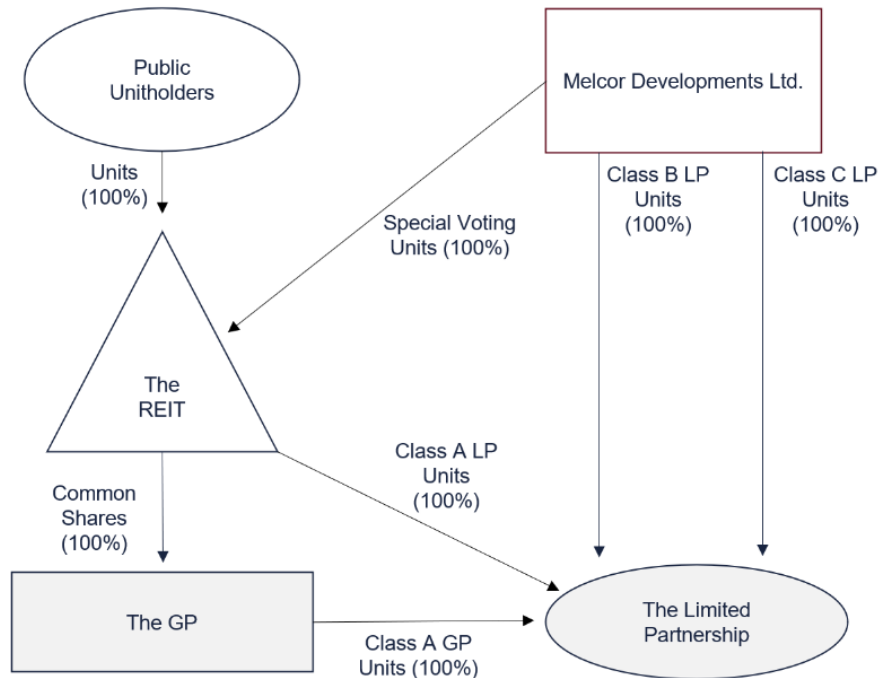 Public
Unitholders
Melcor Developments Ltd.
Units
(100%)
Special Voting
Units (100%)
Class B LP
Units
(100%)
Class C LP
Units
(100%)
The
REIT
Common
Shares
(100%)
Class A LP
Units
(100%)
The GP
Class A GP
Units (100%)
The Limited
Partnership